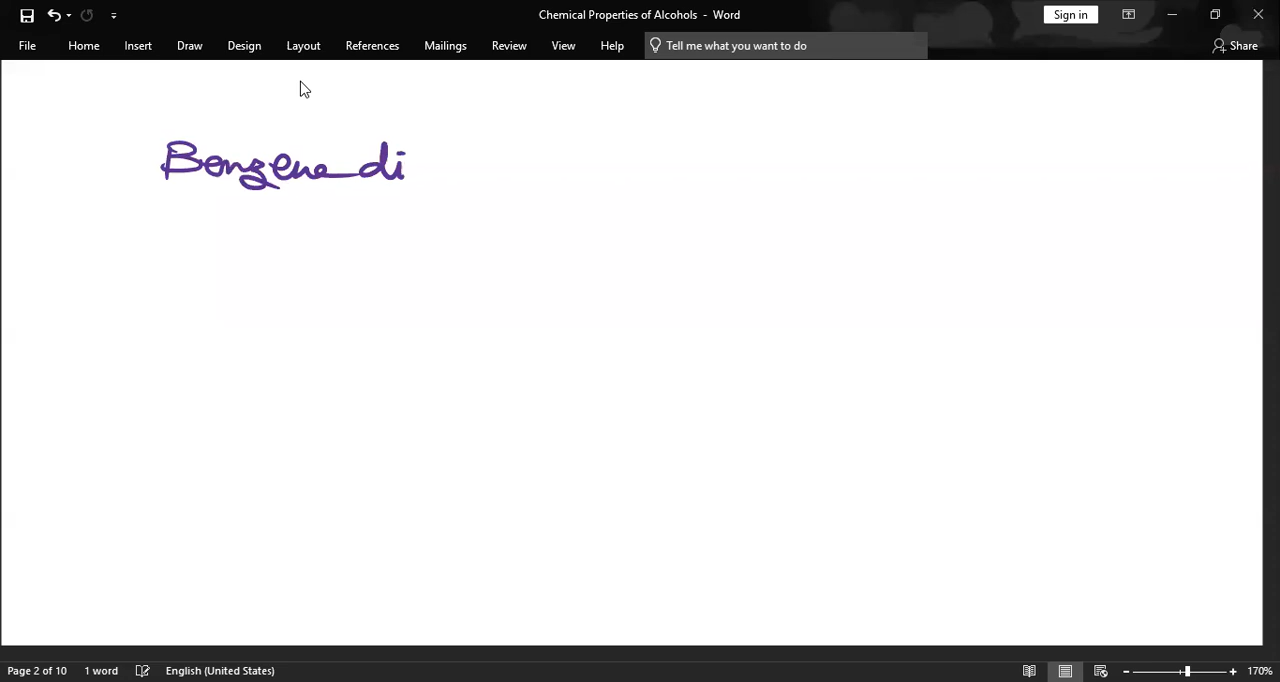 Chemical Properties of Alcohols - Word
Sign in
File Home Insert Draw Design Layout References Mailings Review View Help Tell me what you want to do Share
Benzene di
Page 2 of 10 1 word English (United States) 170%